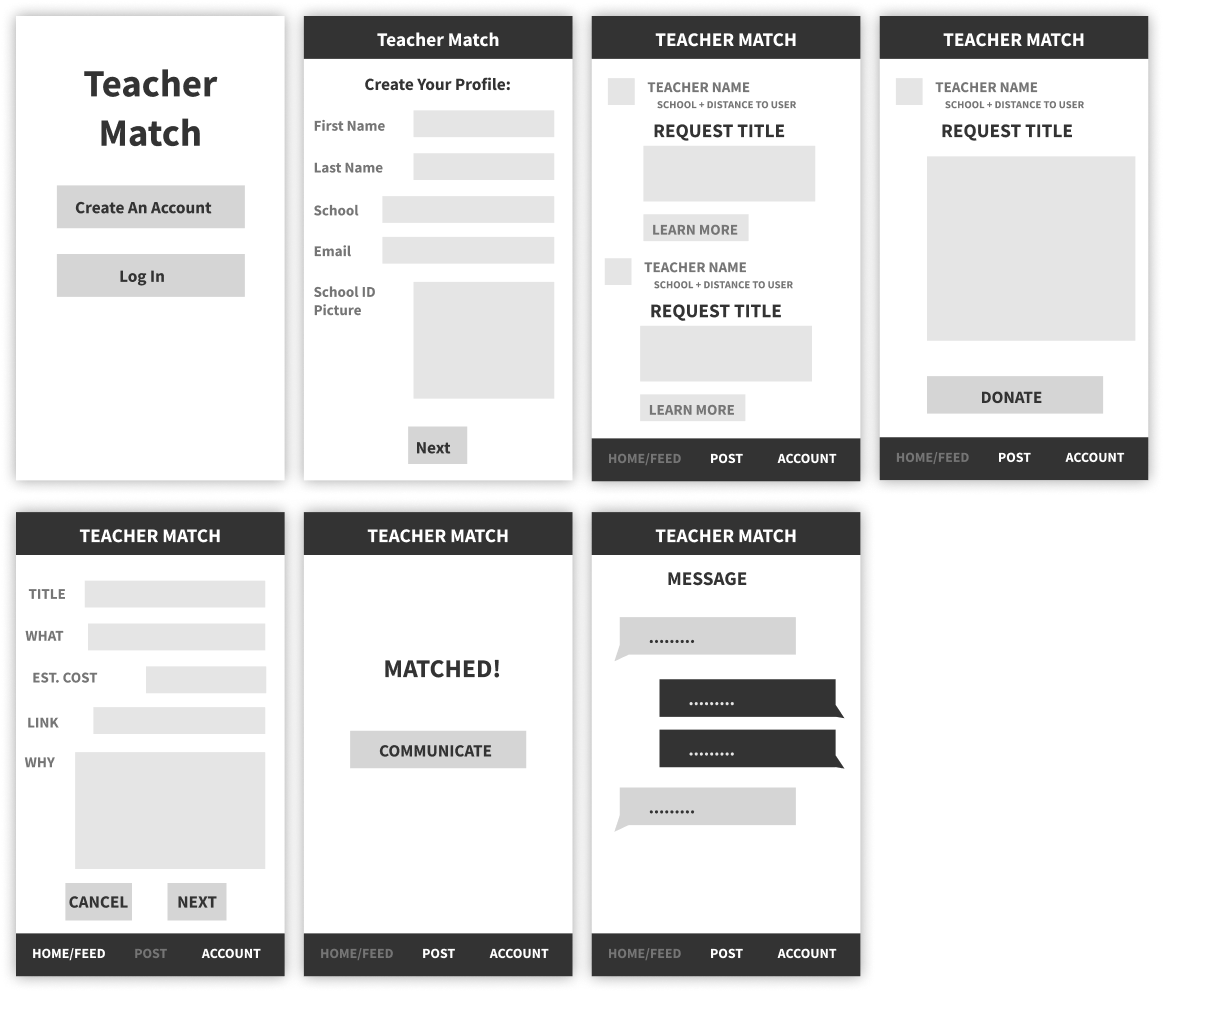 Teacher
Match
Create An Account
Log In
Teacher Match
Create Your Profile:
First Name
Last Name
School
Email
School ID
Picture
Next
TEACHER MATCH
TEACHER NAME
SCHOOL + DISTANCE TO USER
REQUEST TITLE
LEARN MORE
TEACHER NAME
SCHOOL + DISTANCE TO USER
REQUEST TITLE
LEARN MORE
HOME/FEED POST ACCOUNT
TEACHER MATCH
TEACHER NAME
SCHOOL + DISTANCE TO USER
REQUEST TITLE
DONATE
HOME/FEED POST ACCOUNT
TEACHER MATCH
TITLE
WHAT
EST. COST
LINK
WHY
CANCEL NEXT
HOME/FEED POST ACCOUNT
TEACHER MATCH
MATCHED!
COMMUNICATE
HOME/FEED POST ACCOUNT
TEACHER MATCH
MESSAGE
.........
.........
.........
.........
HOME/FEED POST ACCOUNT